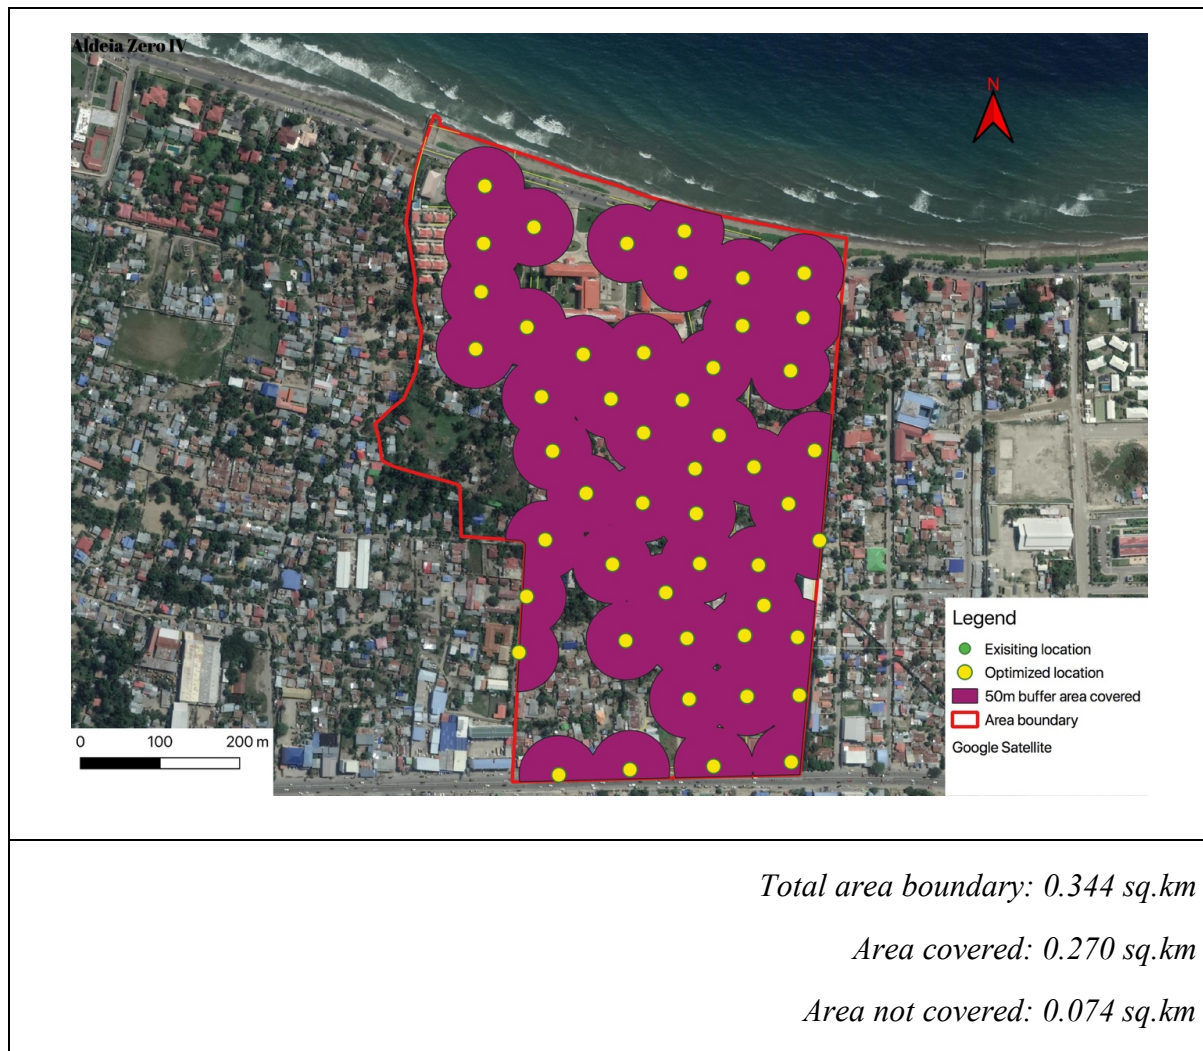 Aldeia Zero IV
N
Legend
Exisiting location
Optimized location
50m buffer area covered
Area boundary
Google Satellite
0 100 200 m
Total area boundary: 0.344 sq.km
Area covered: 0.270 sq.km
Area not covered: 0.074 sq.km